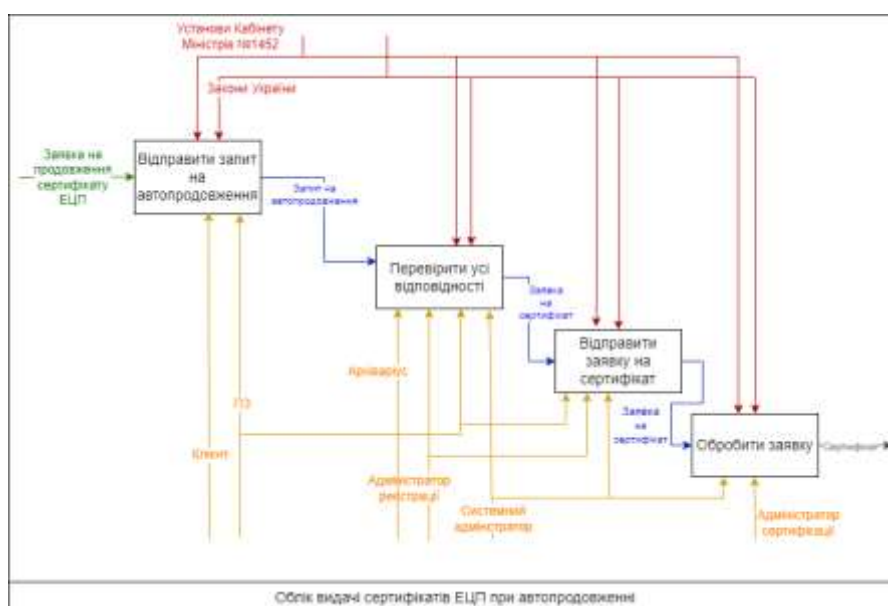 Установи Кабінету
Міністрів №1452
Закони України
Заявка на
продовження
сертифікату
ЕЦП
Відправити запит
на
автопродовження
Запит на
автопродовження
Перевірити усі
відповідності
Заявка
на
сертифікат
Відправити
заявку на
сертифікат
Архіваріус
ПЗ
Заявка
на
сертифікат
Обробити заявку
Сертифікат
Клієнт
Адміністратор
реєстрації
Системний
адміністратор
Адміністратор
сертифікації
Облік видачі сертифікатів ЕЦП при автопродовженні